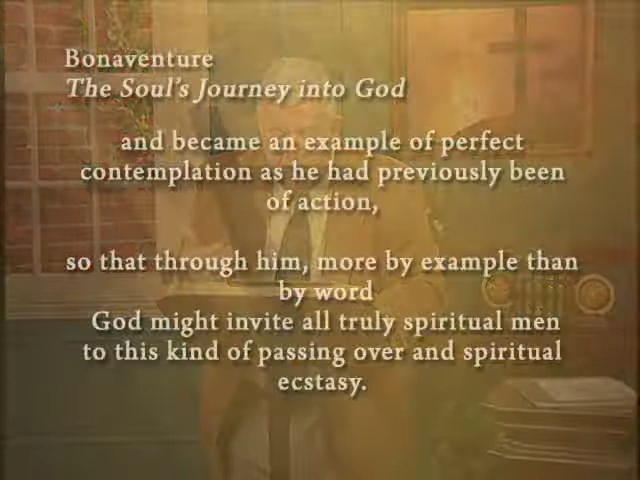 Bonaventure
The Soul's Journey into God
and became an example of perfect
contemplation as he had previously been
of action,
so that through him, more by example than
by word
God might invite all truly spiritual men
to this kind of passing over and spiritual
ecstasy.